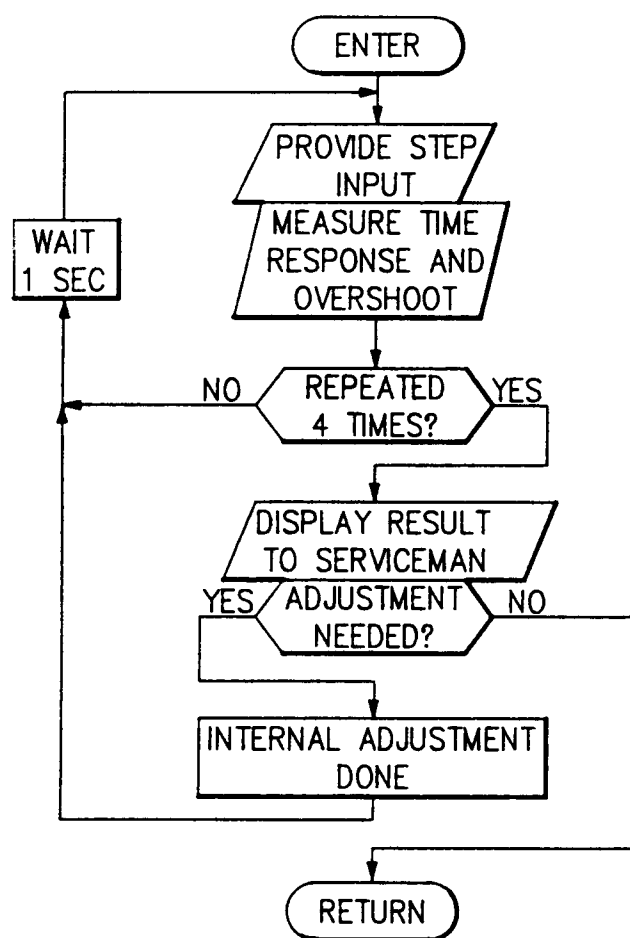 ENTER
PROVIDE STEP
INPUT
MEASURE TIME
RESPONSE AND
OVERSHOOT
WAIT
1 SEC
NO
REPEATED
4 TIMES?
YES
DISPLAY RESULT
TO SERVICEMAN
YES
ADJUSTMENT
NEEDED?
NO
INTERNAL ADJUSTMENT
DONE
RETURN